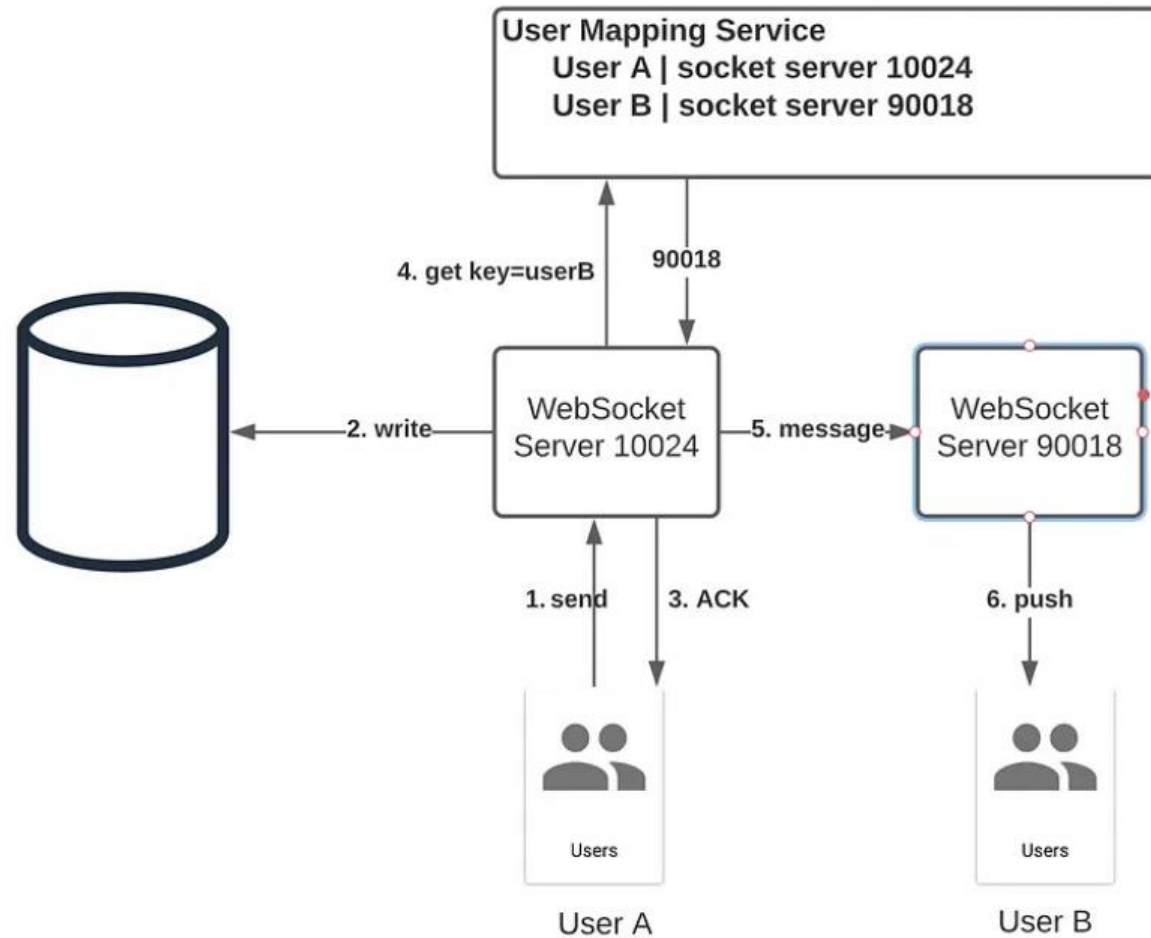 User Mapping Service
User A | socket server 10024
User B | socket server 90018
4. get key=userB
90018
WebSocket
Server 10024
WebSocket
Server 90018
2. write
5. message
1. send
3. ACK
6. push
Users
Users
User A
User B